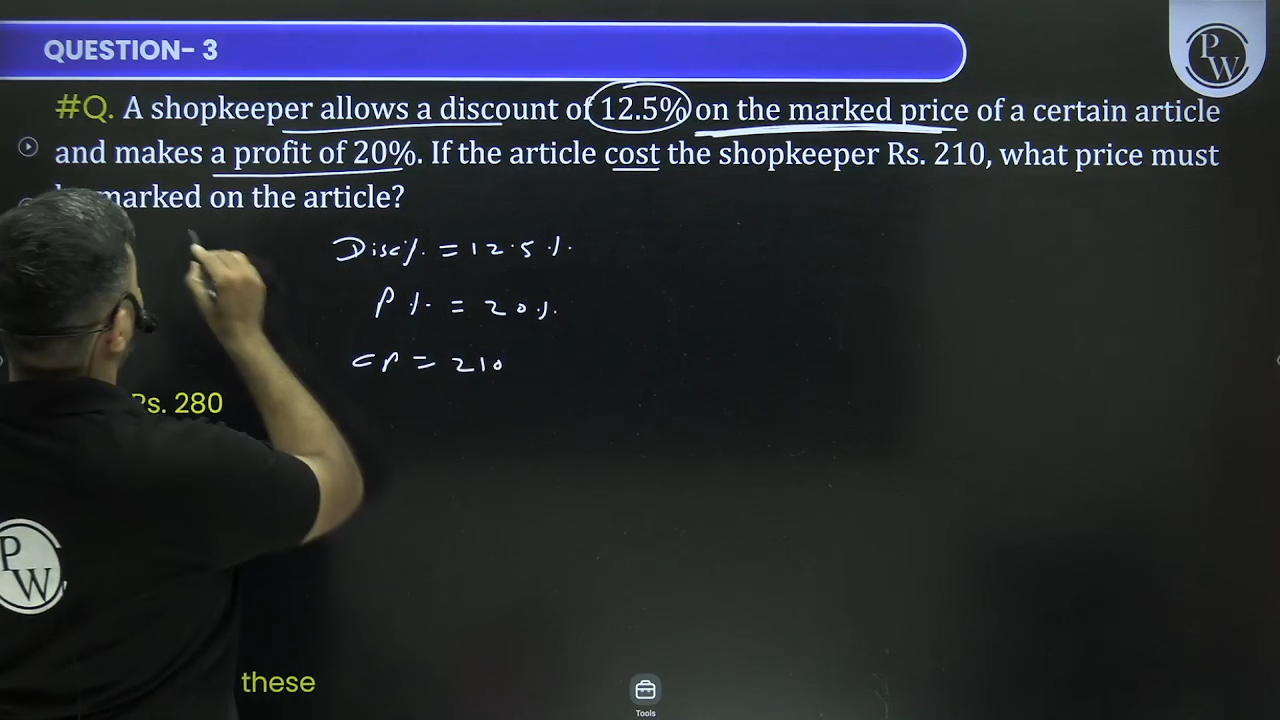 QUESTION- 3
PW
#Q. A shopkeeper allows a discount of 12.5% on the marked price of a certain article
and makes a profit of 20%. If the article cost the shopkeeper Rs. 210, what price must
marked on the article?
Disc% = 12.5%.
P% = 20%.
CP = 210
Rs. 280
PW
these
Tools